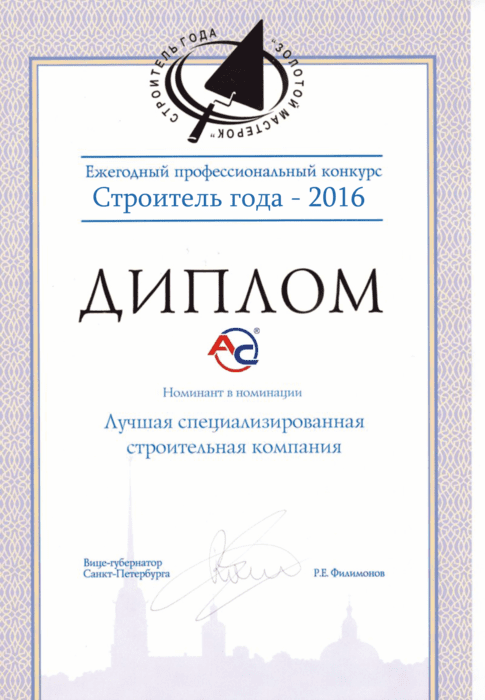 СТРОИТЕЛЬ ГОДА
"ЗОЛОТОЙ МАСТЕРОК"
Ежегодный профессиональный конкурс
Строитель года - 2016
ДИПЛОМ
АС®
Номинант в номинации
Лучшая специализированная
строительная компания
Вице-губернатор
Санкт-Петербурга
Р.Е. Филимонов